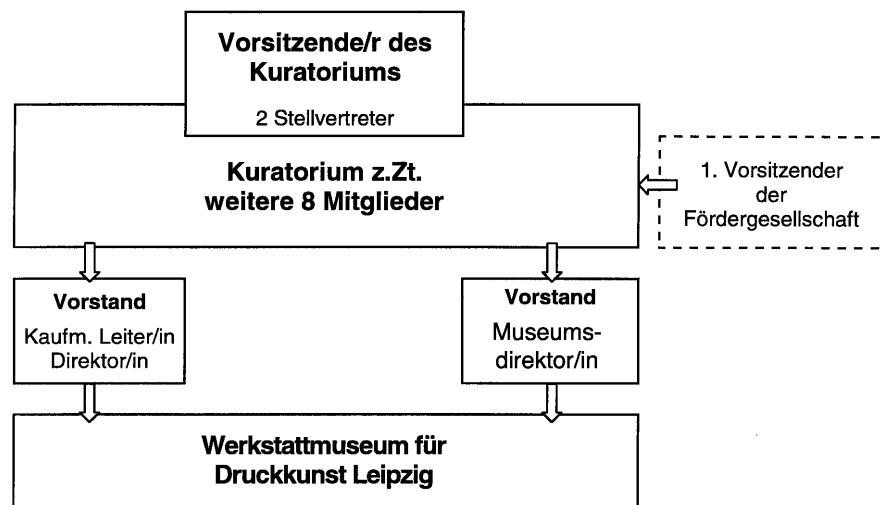 Vorsitzende/r des
Kuratoriums
2 Stellvertreter
Kuratorium z.Zt.
weitere 8 Mitglieder
1. Vorsitzender
der
Fördergesellschaft
Vorstand
Kaufm. Leiter/in
Direktor/in
Vorstand
Museums-
direktor/in
Werkstattmuseum für
Druckkunst Leipzig